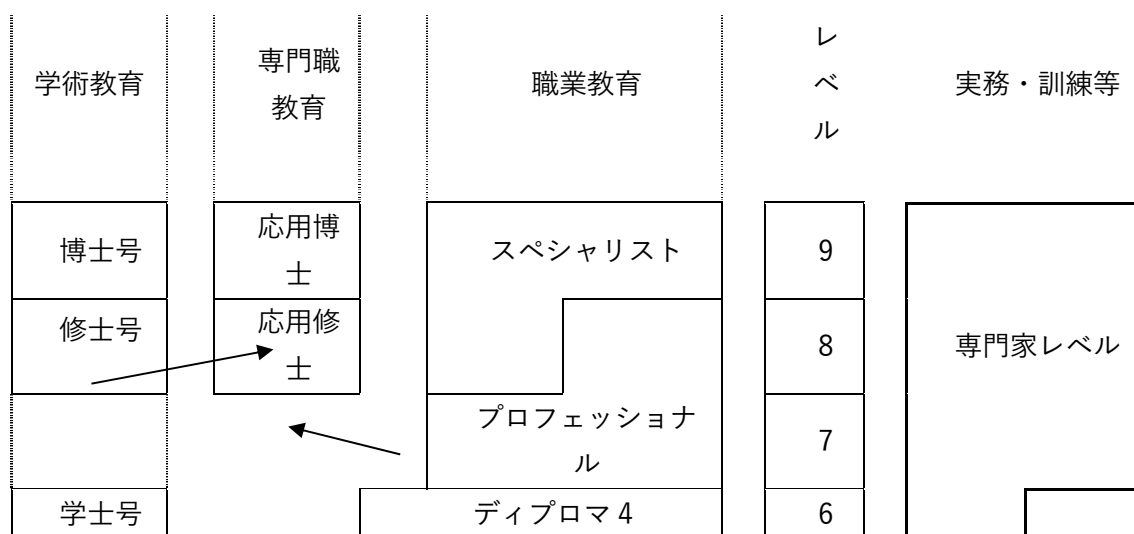 学術教育
専門職
教育
職業教育
レ
ベ
ル
実務・訓練等
博士号
応用博
士
スペシャリスト
9
修士号
応用修
士
8
専門家レベル
プロフェッショナ
ル
7
学士号
ディプロマ 4
6